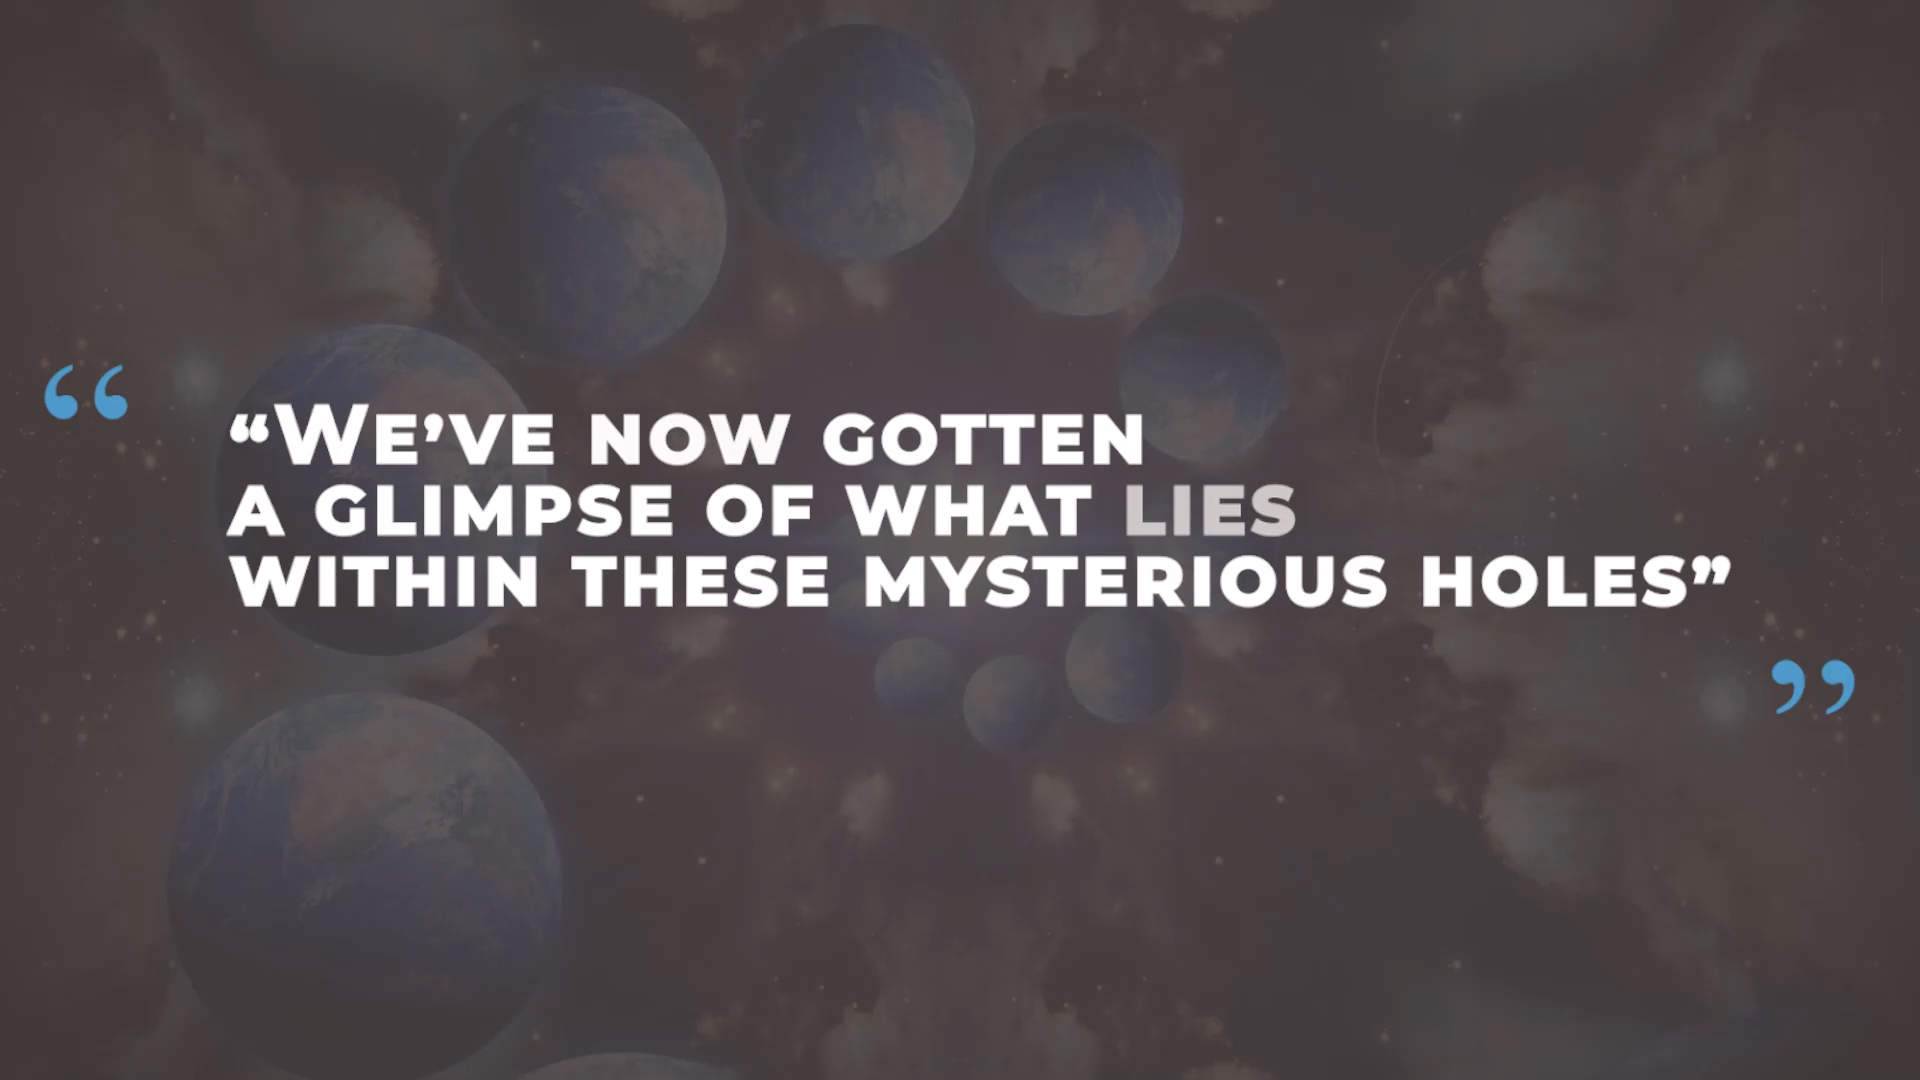 “We’ve now gotten
a glimpse of what lies
within these mysterious holes”